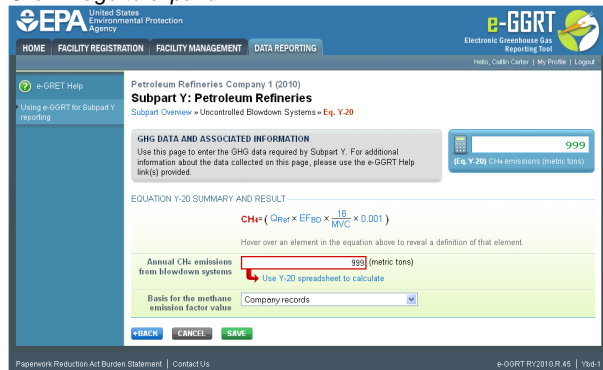 United States
Environmental Protection
Agency
EPA
e-GGRT
Electronic Greenhouse Gas
Reporting Tool
HOME FACILITY REGISTRATION FACILITY MANAGEMENT DATA REPORTING
Hello, Caitlin Carter | My Profile | Logout
e-GRET Help
Using e-GGRT for Subpart Y
reporting
Petroleum Refineries Company 1 (2010)
Subpart Y: Petroleum Refineries
Subpart Overview » Uncontrolled Blowdown Systems » Eq. Y-20
GHG DATA AND ASSOCIATED INFORMATION
Use this page to enter the GHG data required by Subpart Y. For additional
information about the data collected on this page, please use the e-GGRT Help
link(s) provided.
999
(Eq. Y-20) CH4 emissions (metric tons)
EQUATION Y-20 SUMMARY AND RESULT
CH4= ( QRef × EFBD × 16/MVC × 0.001 )
Hover over an element in the equation above to reveal a definition of that element.
Annual CH4 emissions
from blowdown systems
999 (metric tons)
Use Y-20 spreadsheet to calculate
Basis for the methane
emission factor value
Company records
BACK CANCEL SAVE
Paperwork Reduction Act Burden Statement | Contact Us
e-GGRT RY2010.R.45 | Ybd-1